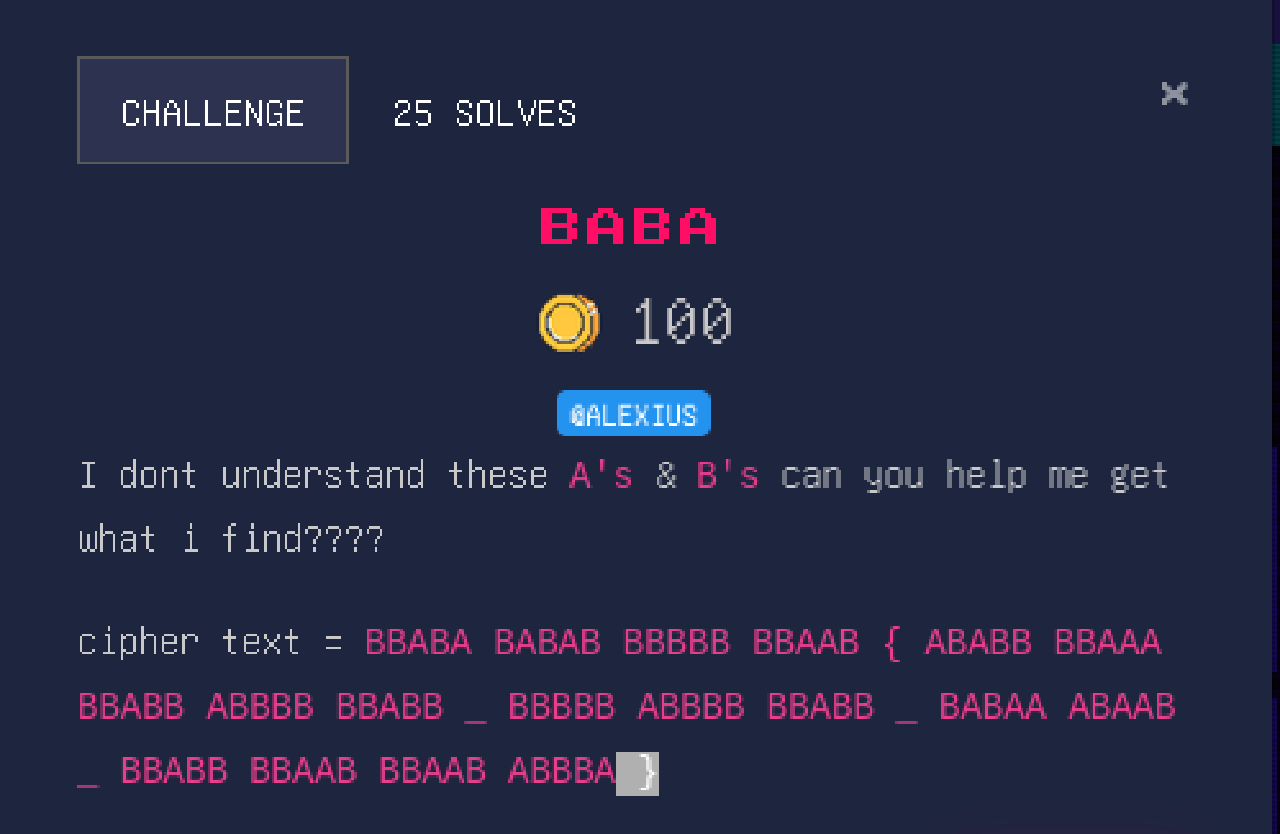 CHALLENGE 25 SOLVES ×
BABA
100
@ALEXIUS
I dont understand these A's & B's can you help me get
what i find????
cipher text = BBABA BABAB BBBBB BBAAB { ABABB BBAAA
BBABB ABBBB BBABB _ BBBBB ABBBB BBABB _ BABAA ABAAB
_ BBABB BBAAB BBAAB ABBBA }